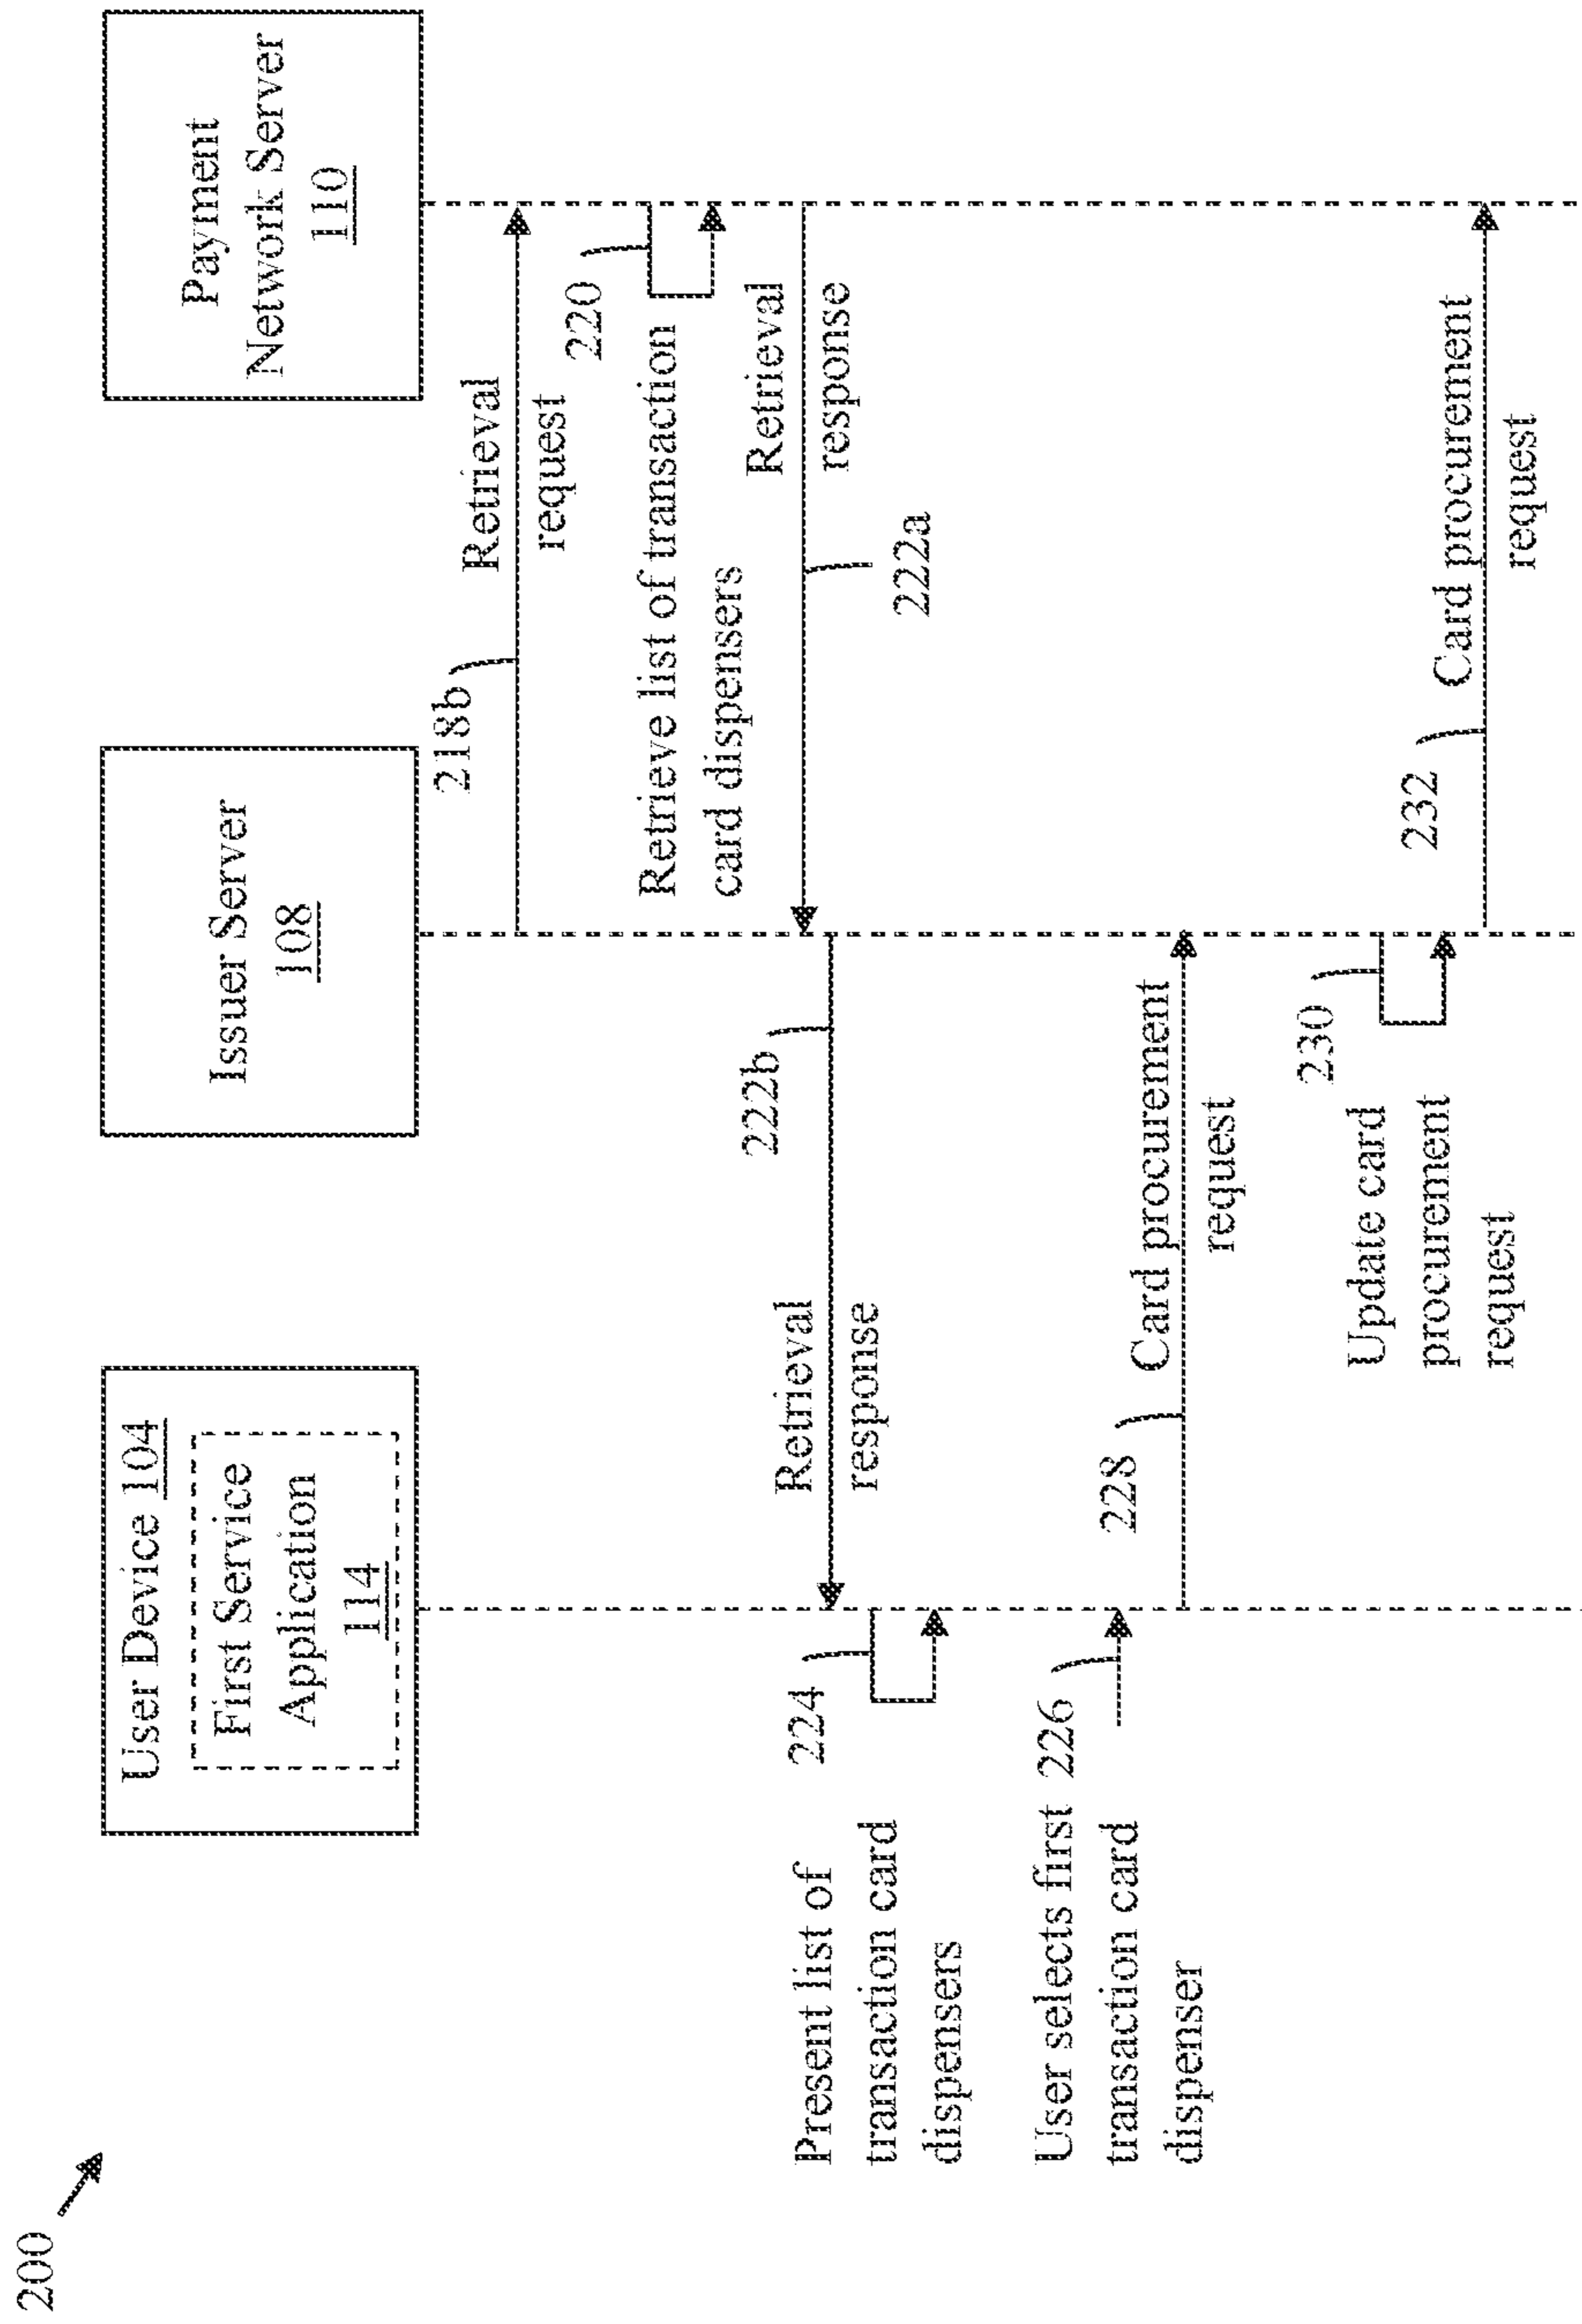 200
User Device 104
First Service
Application
114
Issuer Server
108
Payment
Network Server
110
218b
Retrieval
request
220
Retrieve list of transaction
card dispensers
Retrieval
response
222a
222b
Retrieval
response
224
Present list of
transaction card
dispensers
226
User selects first
transaction card
dispenser
228
Card procurement
request
230
Update card
procurement
request
232
Card procurement
request